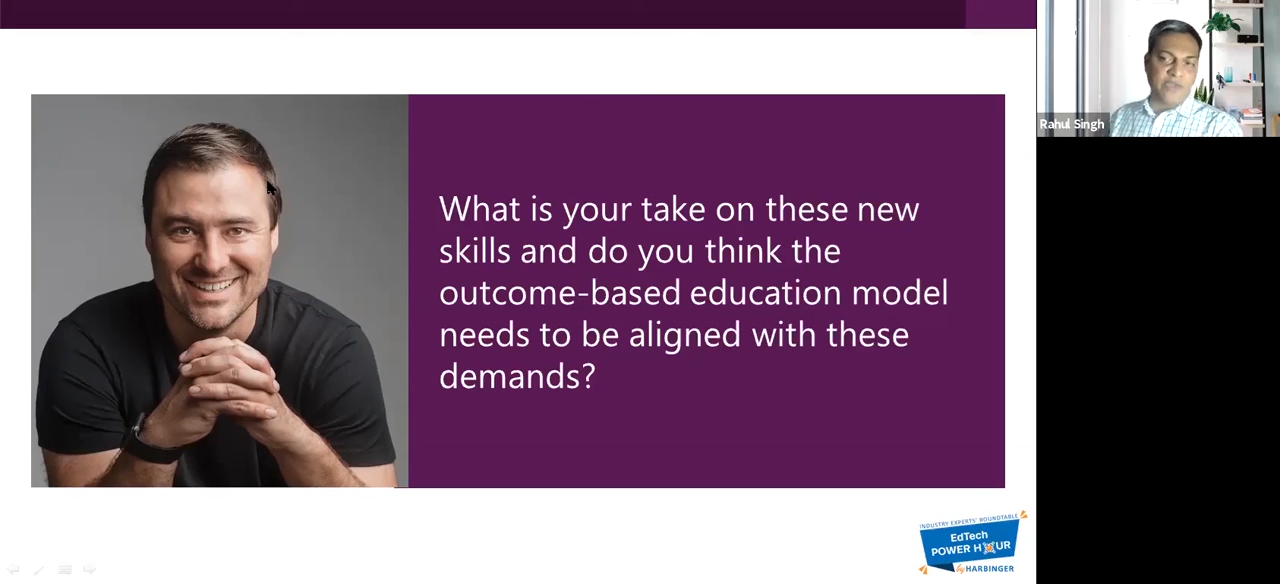 What is your take on these new
skills and do you think the
outcome-based education model
needs to be aligned with these
demands?
Rahul Singh
INDUSTRY EXPERTS' ROUNDTABLE
EdTech
POWER HOUR
by HARBINGER